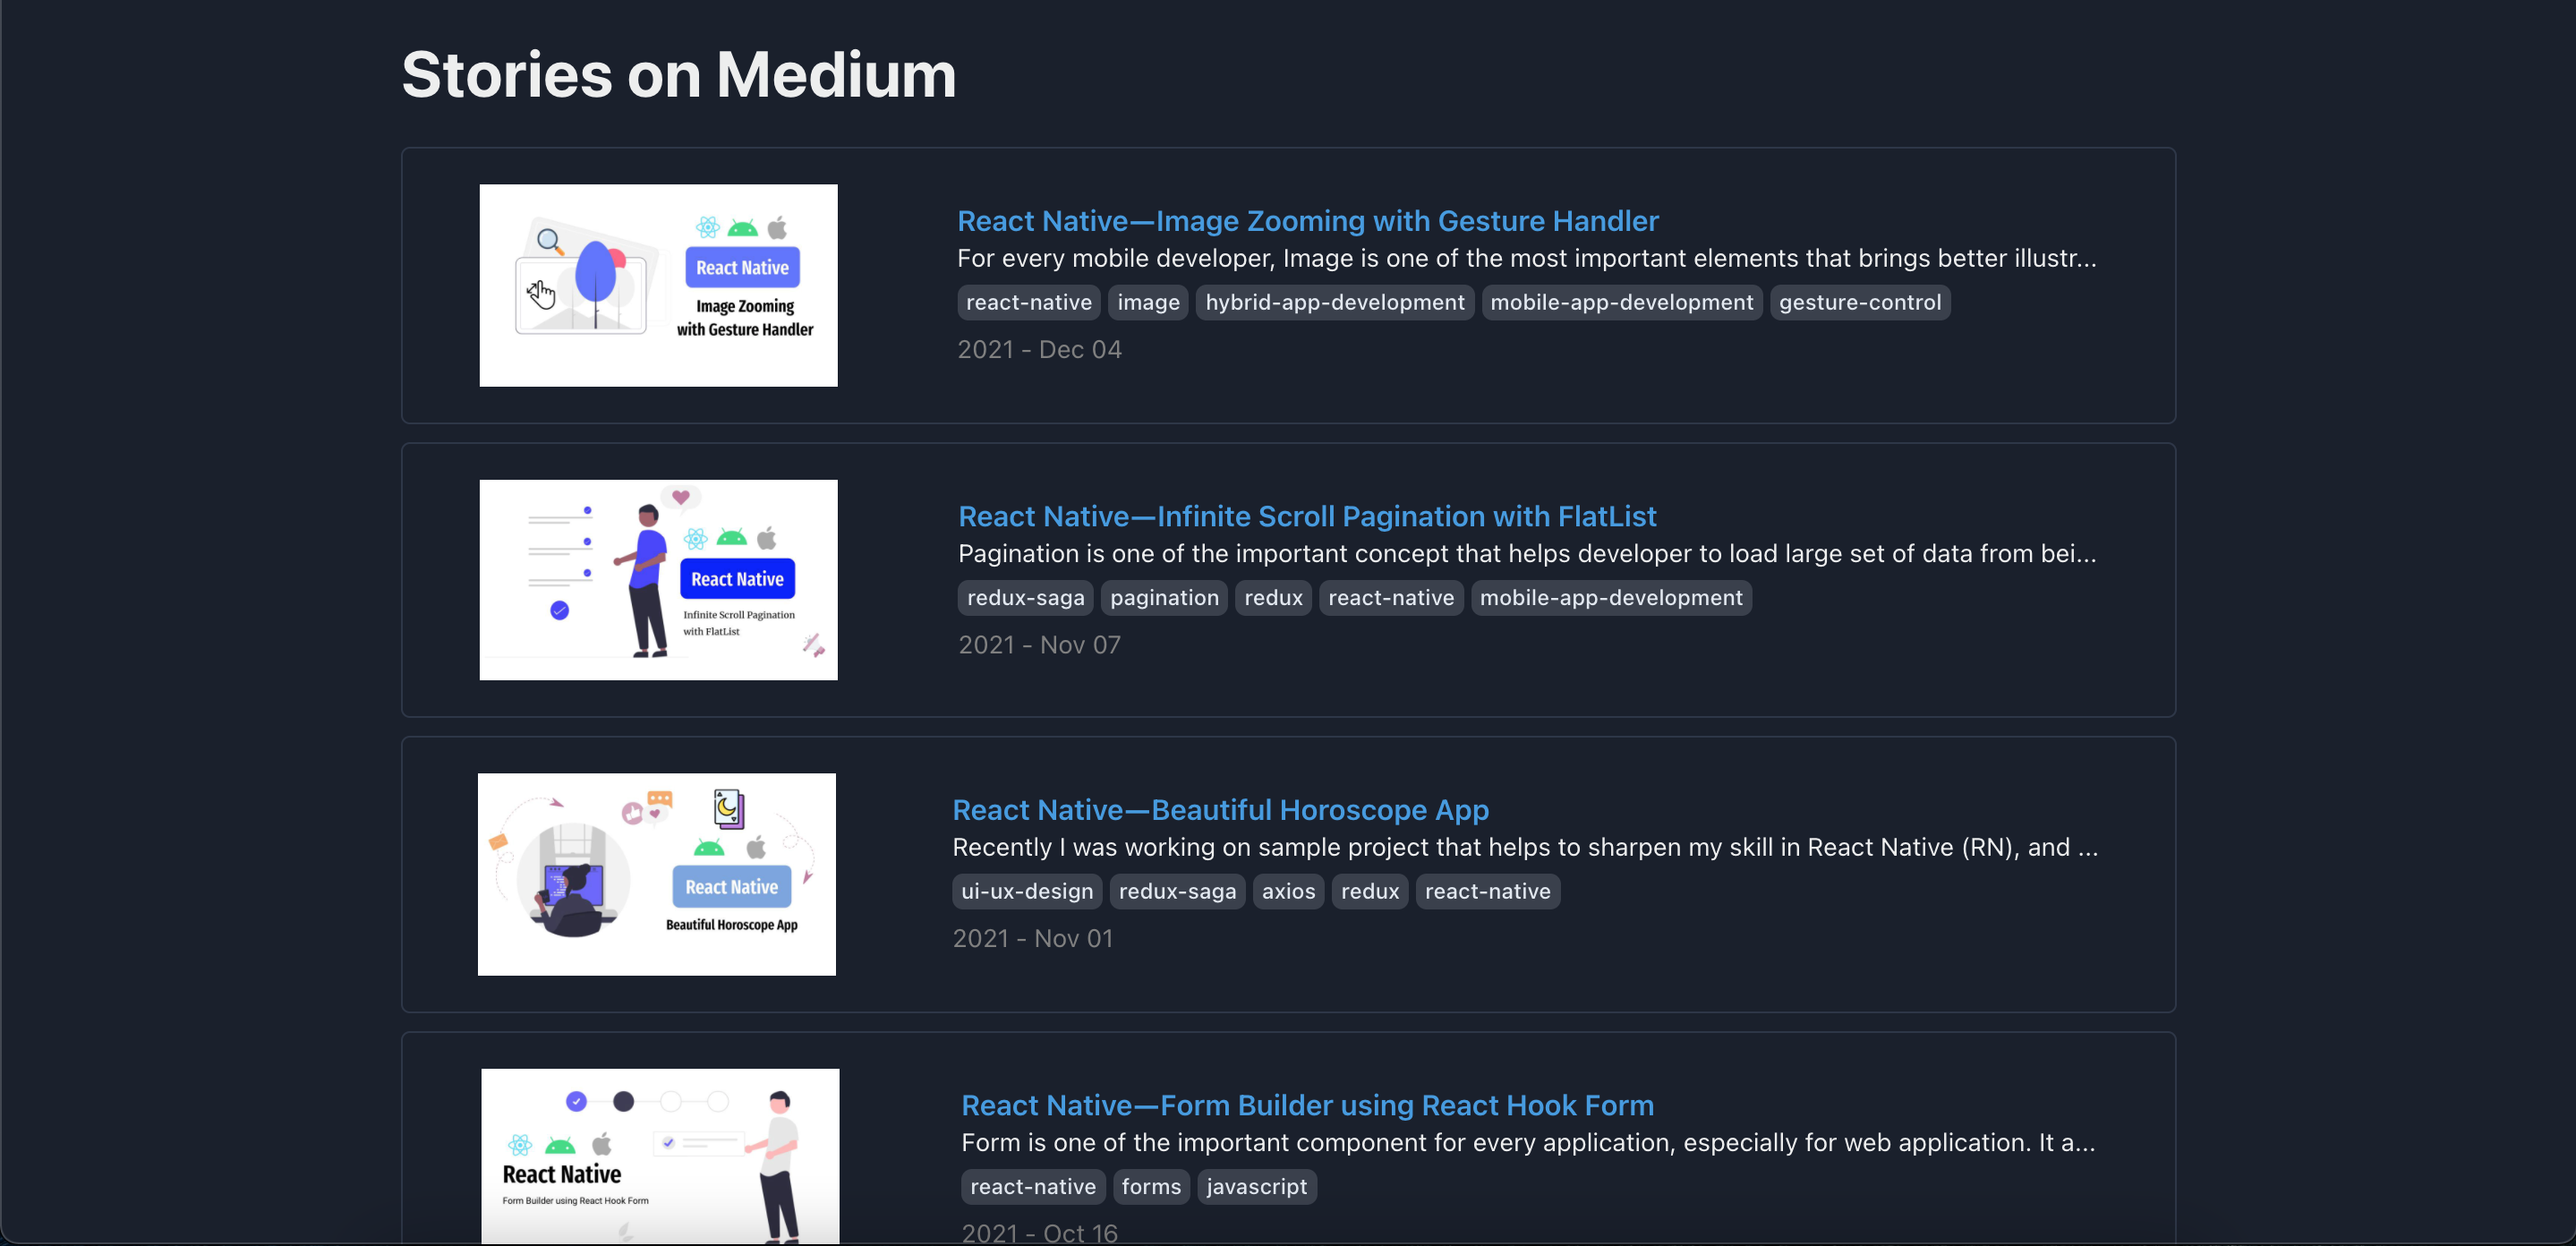 Stories on Medium
React Native
Image Zooming
with Gesture Handler
React Native—Image Zooming with Gesture Handler
For every mobile developer, Image is one of the most important elements that brings better illustr...
react-native image hybrid-app-development mobile-app-development gesture-control
2021 - Dec 04
React Native
Infinite Scroll Pagination
with FlatList
React Native—Infinite Scroll Pagination with FlatList
Pagination is one of the important concept that helps developer to load large set of data from bei...
redux-saga pagination redux react-native mobile-app-development
2021 - Nov 07
React Native
Beautiful Horoscope App
React Native—Beautiful Horoscope App
Recently I was working on sample project that helps to sharpen my skill in React Native (RN), and ...
ui-ux-design redux-saga axios redux react-native
2021 - Nov 01
React Native
Form Builder using React Hook Form
React Native—Form Builder using React Hook Form
Form is one of the important component for every application, especially for web application. It a...
react-native forms javascript
2021 - Oct 16